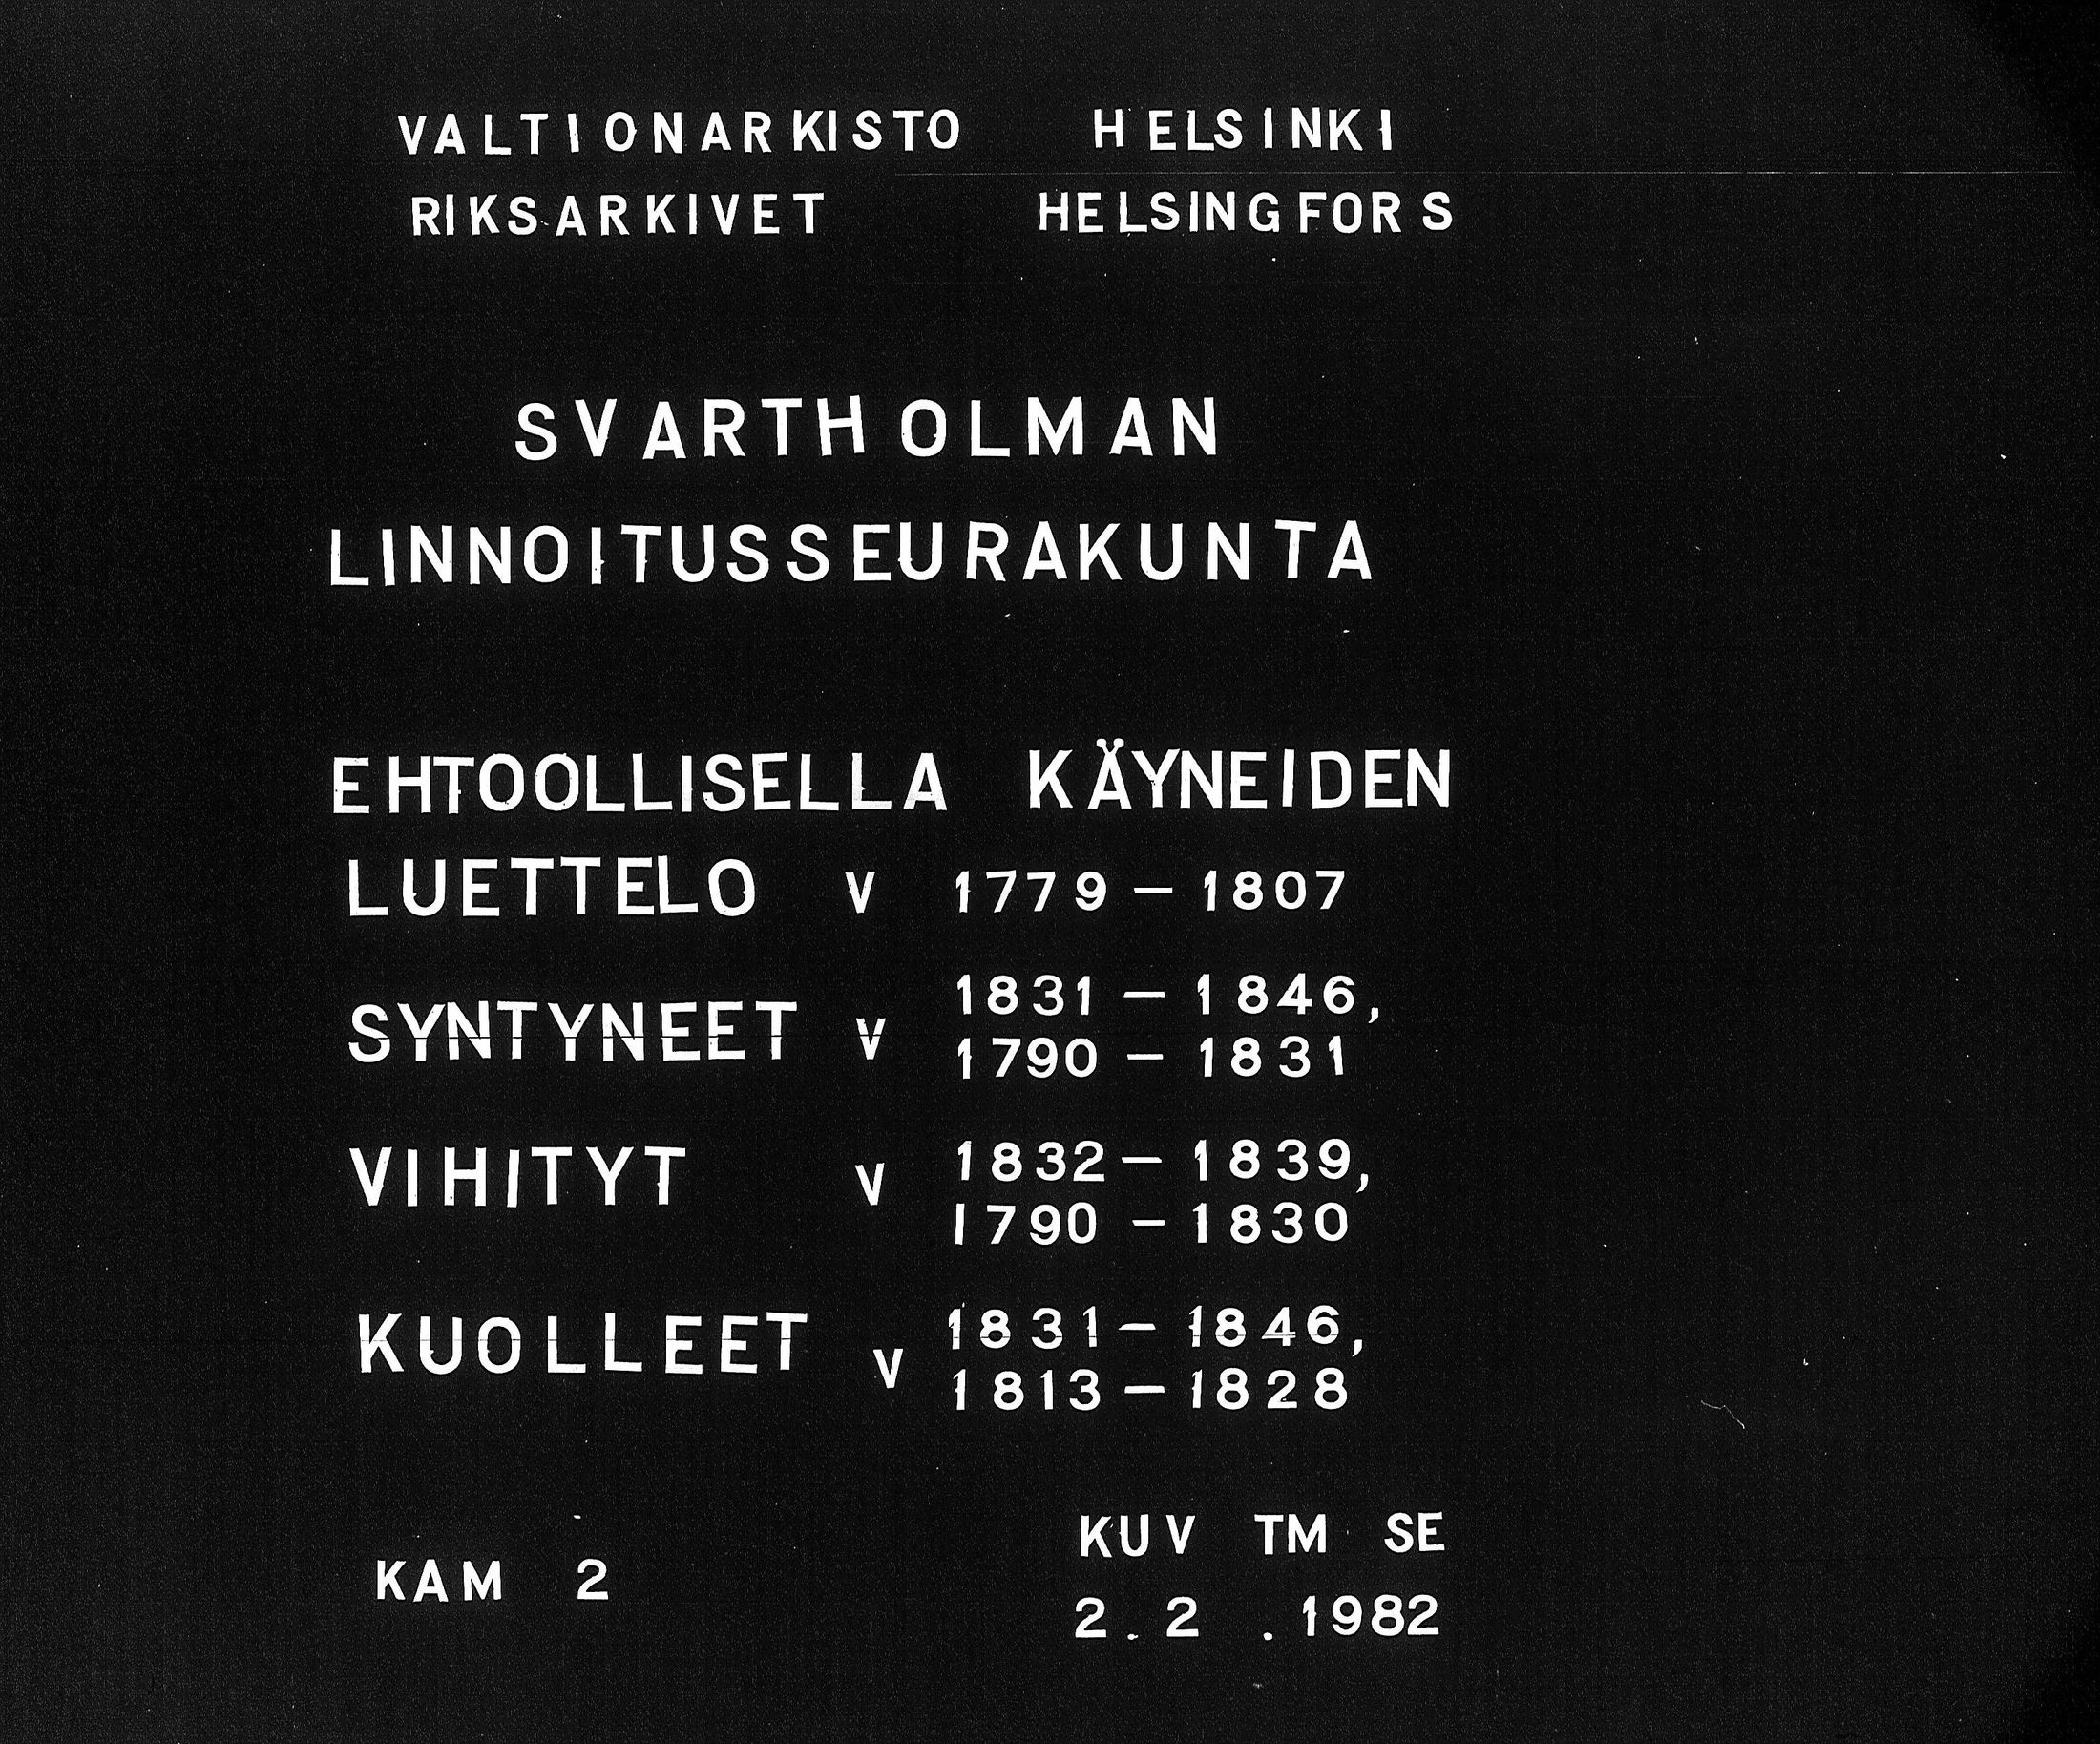 VALTIONARKISTO HELSINKI
RIKSARKIVET HELSINGFORS
SVARTHOLMAN
LINNOITUSSEURAKUNTA
EHTOOLLISELLA KÄYNEIDEN
LUETTELO v 1779 – 1807
SYNTYNEET v 1831 – 1846,
1790 – 1831
VIHITYT v 1832 – 1839,
1790 – 1830
KUOLLEET v 1831 – 1846,
1813 – 1828
KAM 2
KUV TM SE
2.2.1982